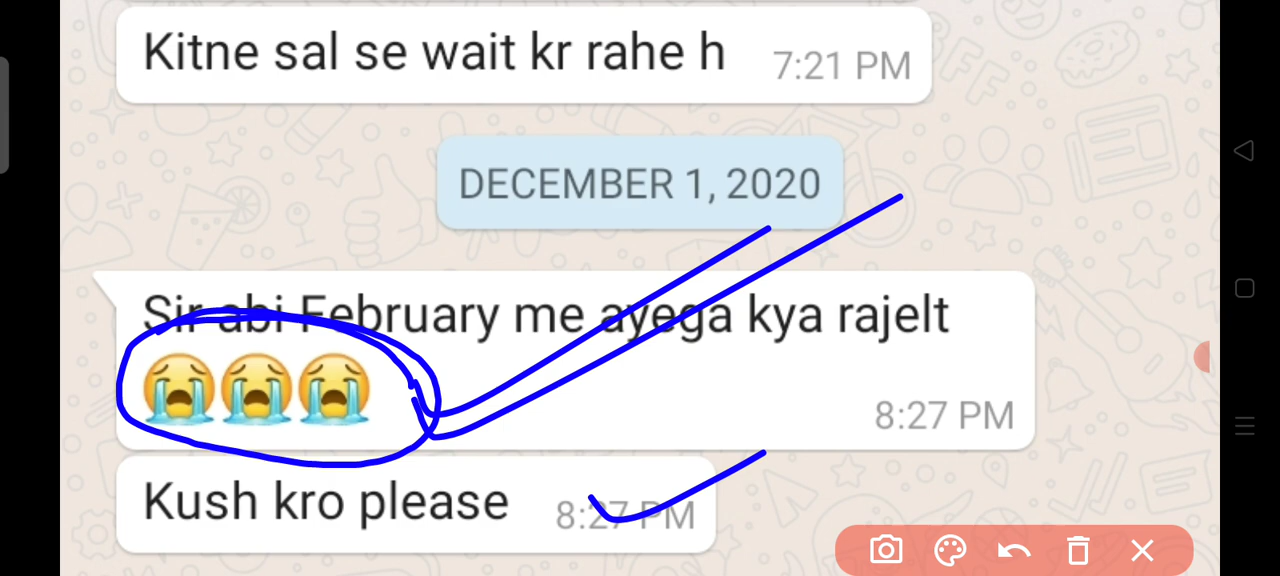 Kitne sal se wait kr rahe h 7:21 PM
DECEMBER 1, 2020
Sir abi February me ayega kya rajelt
😭😭😭 8:27 PM
Kush kro please 8:27 PM